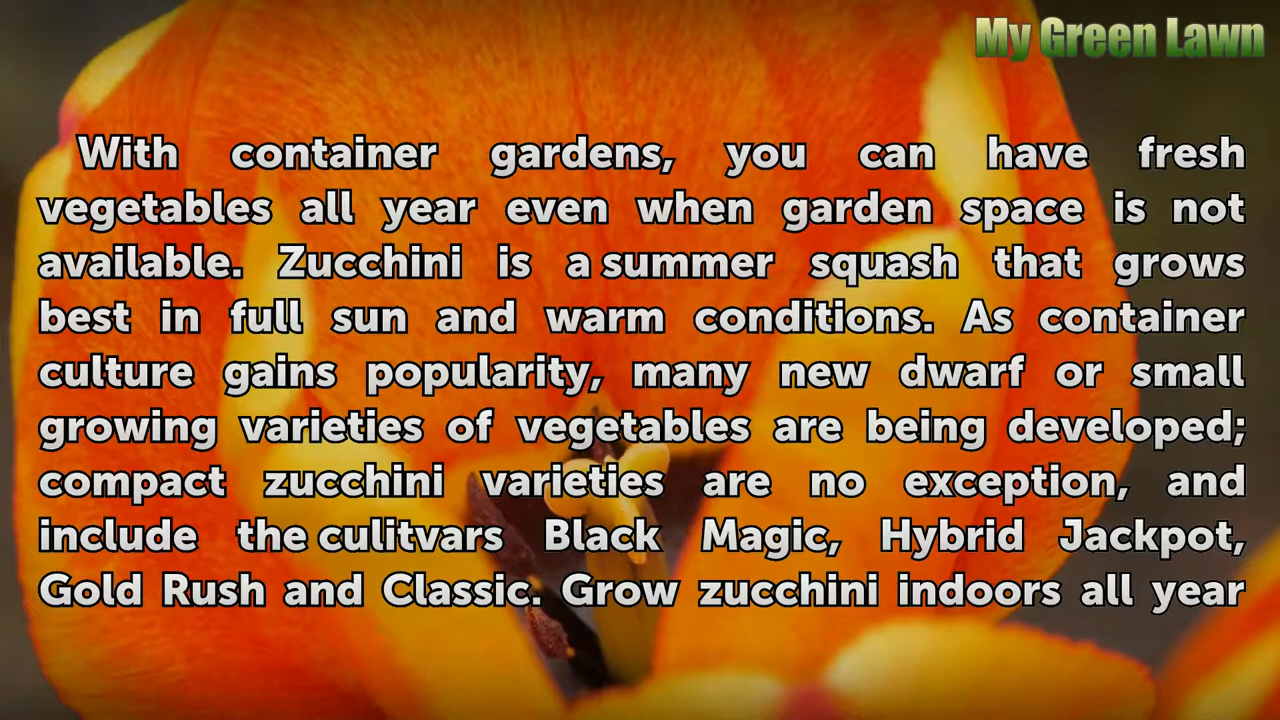 My Green Lawn
With container gardens, you can have fresh
vegetables all year even when garden space is not
available. Zucchini is a summer squash that grows
best in full sun and warm conditions. As container
culture gains popularity, many new dwarf or small
growing varieties of vegetables are being developed;
compact zucchini varieties are no exception, and
include the culitvars Black Magic, Hybrid Jackpot,
Gold Rush and Classic. Grow zucchini indoors all year